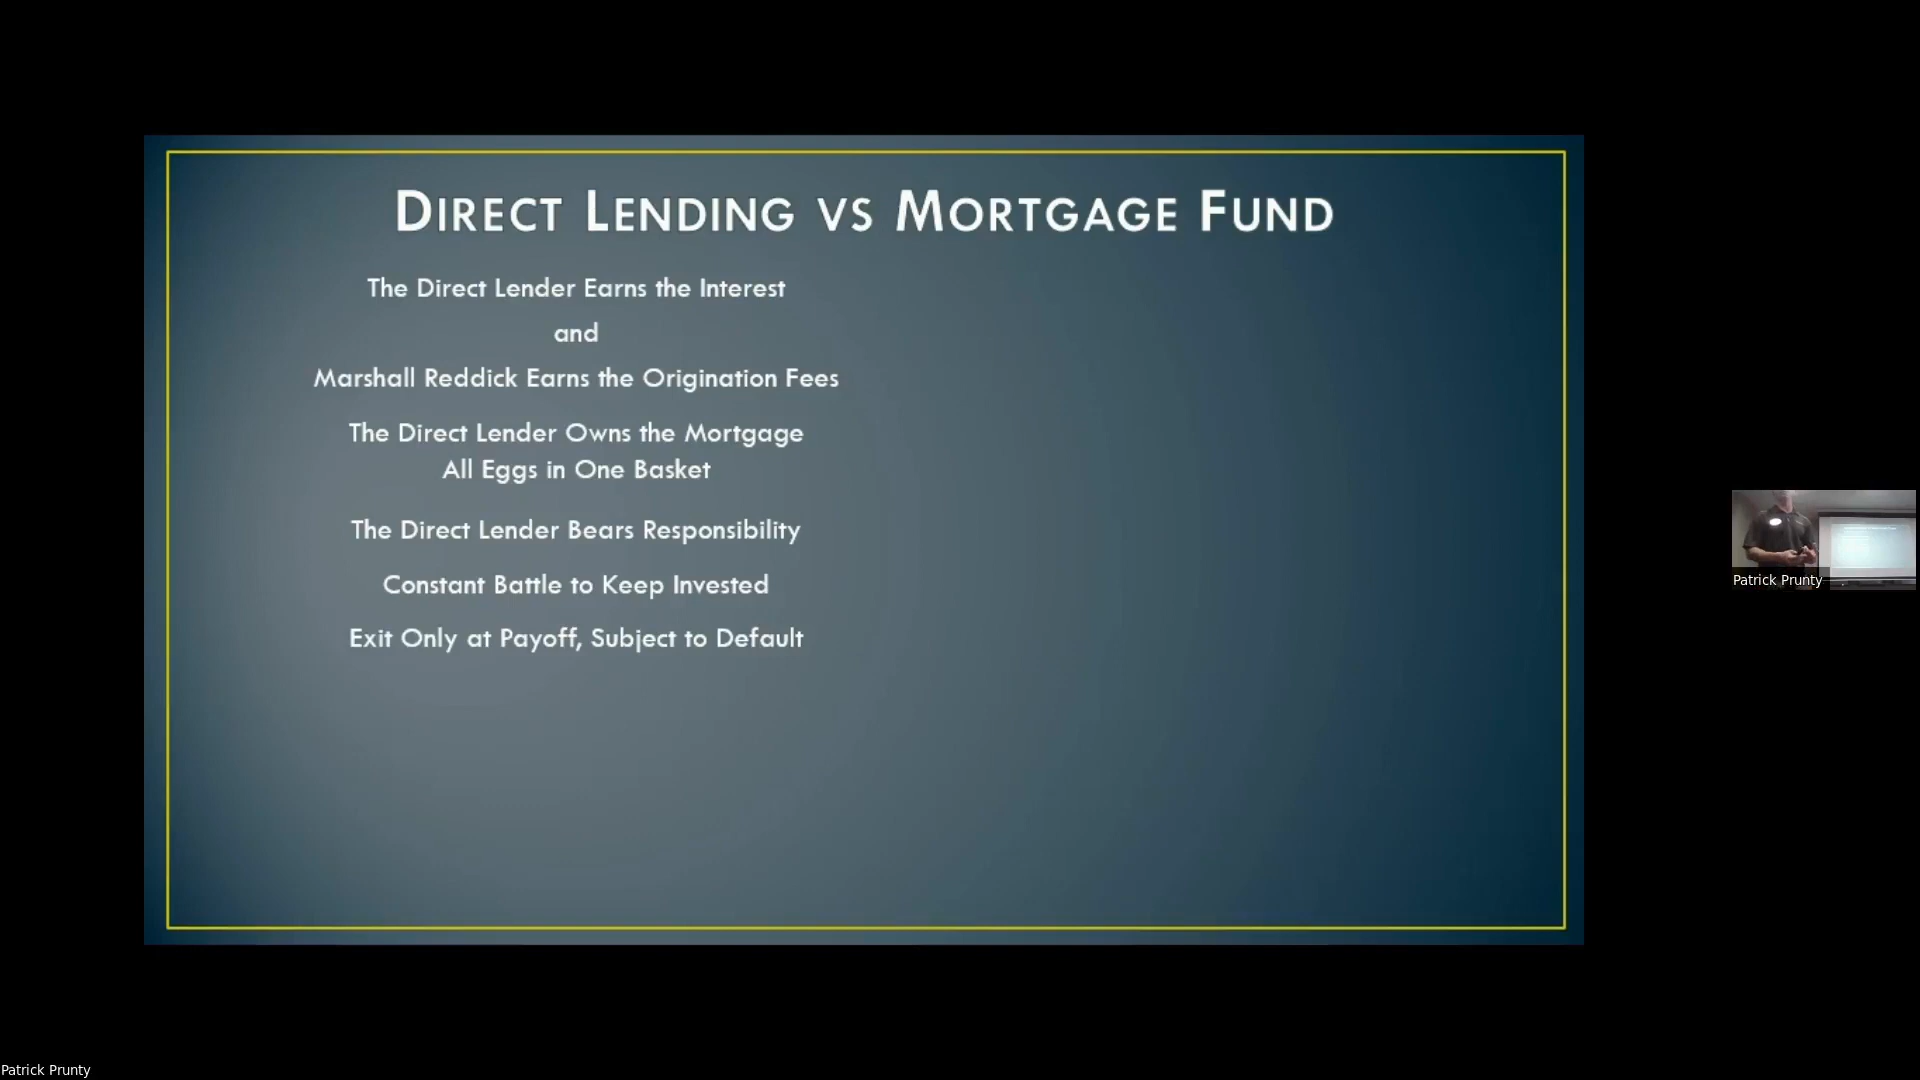 DIRECT LENDING VS MORTGAGE FUND
The Direct Lender Earns the Interest
and
Marshall Reddick Earns the Origination Fees
The Direct Lender Owns the Mortgage
All Eggs in One Basket
The Direct Lender Bears Responsibility
Constant Battle to Keep Invested
Exit Only at Payoff, Subject to Default
Patrick Prunty
Patrick Prunty